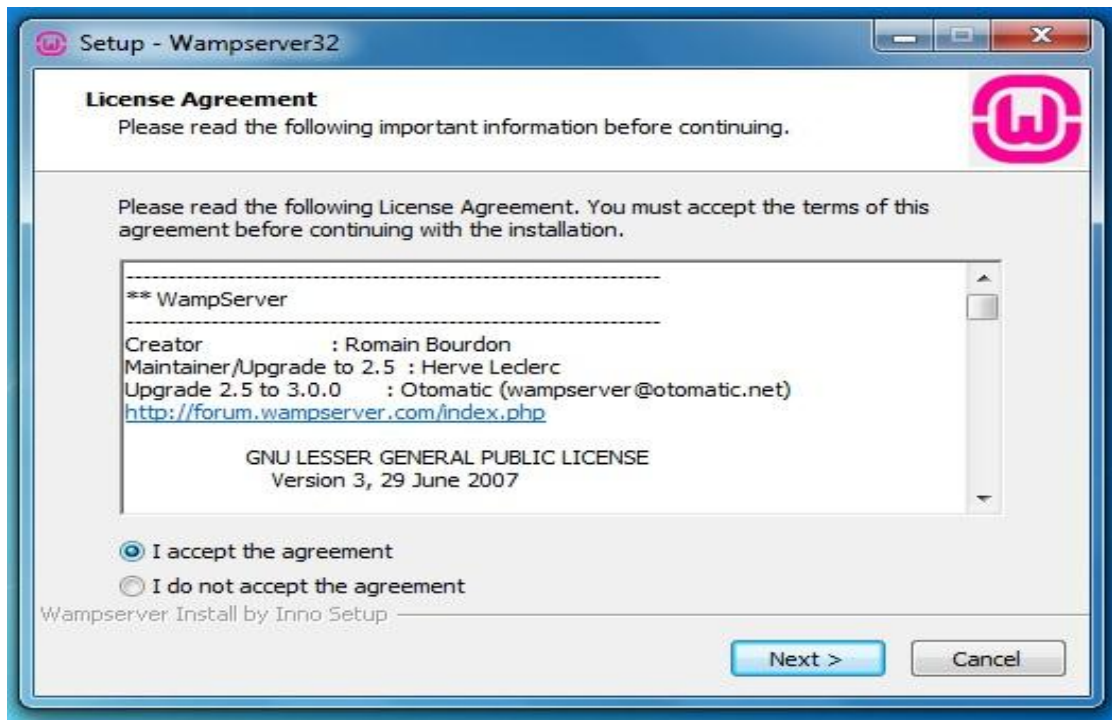 Setup - Wampserver32
License Agreement
Please read the following important information before continuing.
Please read the following License Agreement. You must accept the terms of this
agreement before continuing with the installation.
------------------------------------------------------------
** WampServer
------------------------------------------------------------
Creator : Romain Bourdon
Maintainer/Upgrade to 2.5 : Herve Leclerc
Upgrade 2.5 to 3.0.0 : Otomatic (wampserver@otomatic.net)
http://forum.wampserver.com/index.php
GNU LESSER GENERAL PUBLIC LICENSE
Version 3, 29 June 2007
I accept the agreement
I do not accept the agreement
Wampserver Install by Inno Setup
Next > Cancel